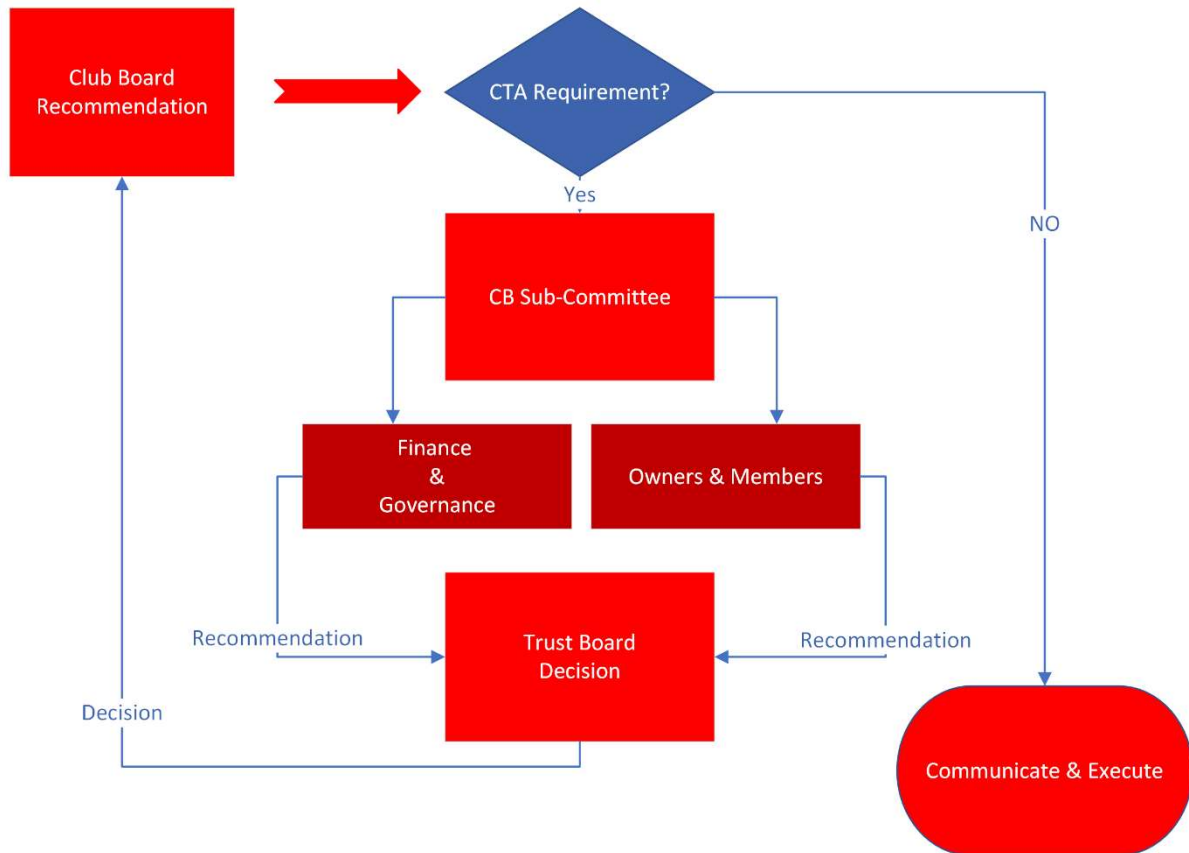 Club Board
Recommendation
CTA Requirement?
Yes
NO
CB Sub-Committee
Finance
&
Governance
Owners & Members
Recommendation
Recommendation
Trust Board
Decision
Decision
Communicate & Execute